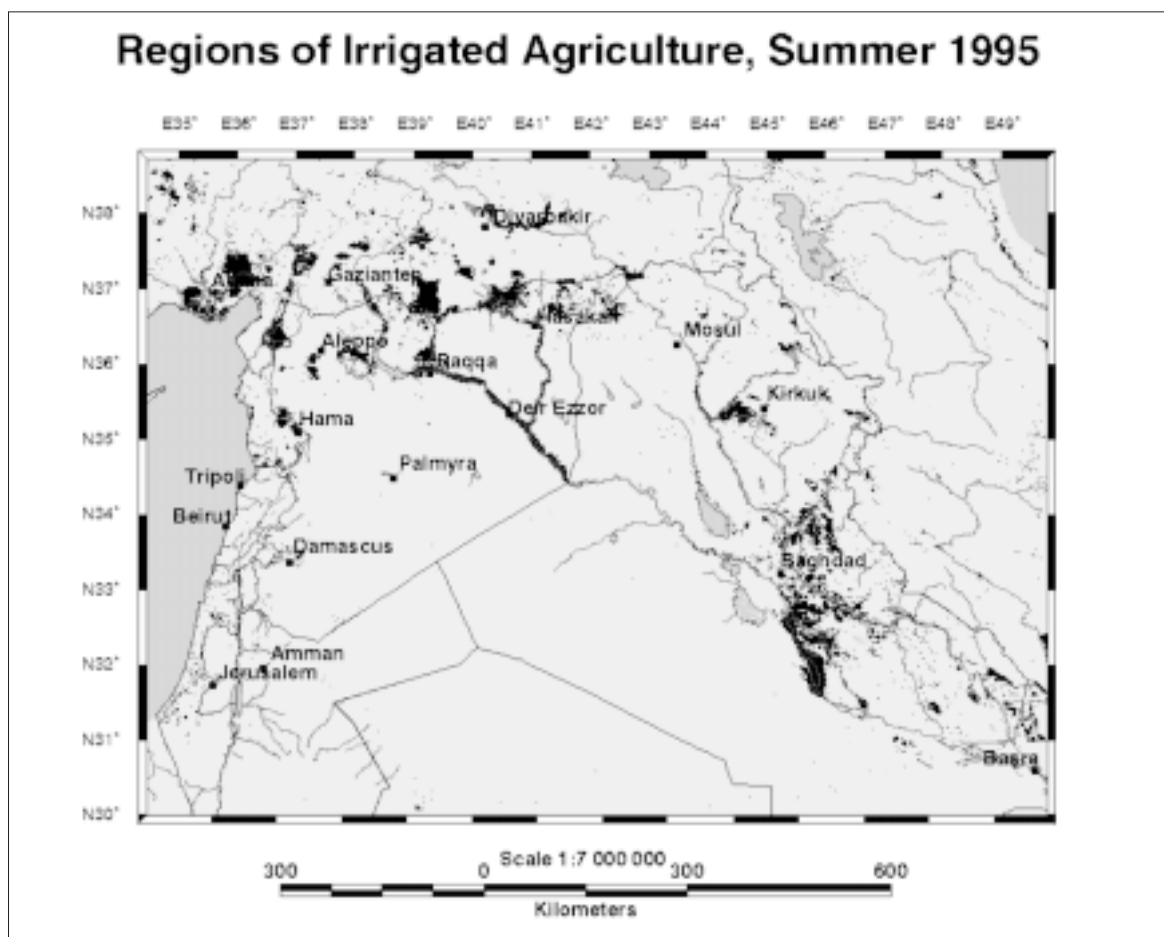 Regions of Irrigated Agriculture, Summer 1995
E35° E36° E37° E38° E39° E40° E41° E42° E43° E44° E45° E46° E47° E48° E49°
N38°
Diyarbakir
N37°
Adana
Gaziantep
Hasakah
Mosul
N36°
Aleppo
Raqqa
Kirkuk
Deir Ezzor
N35°
Hama
Palmyra
Tripoli
N34°
Beirut
Damascus
Baghdad
N33°
N32°
Amman
Jerusalem
N31°
Basra
N30°
Scale 1:7 000 000
300 0 300 600
Kilometers